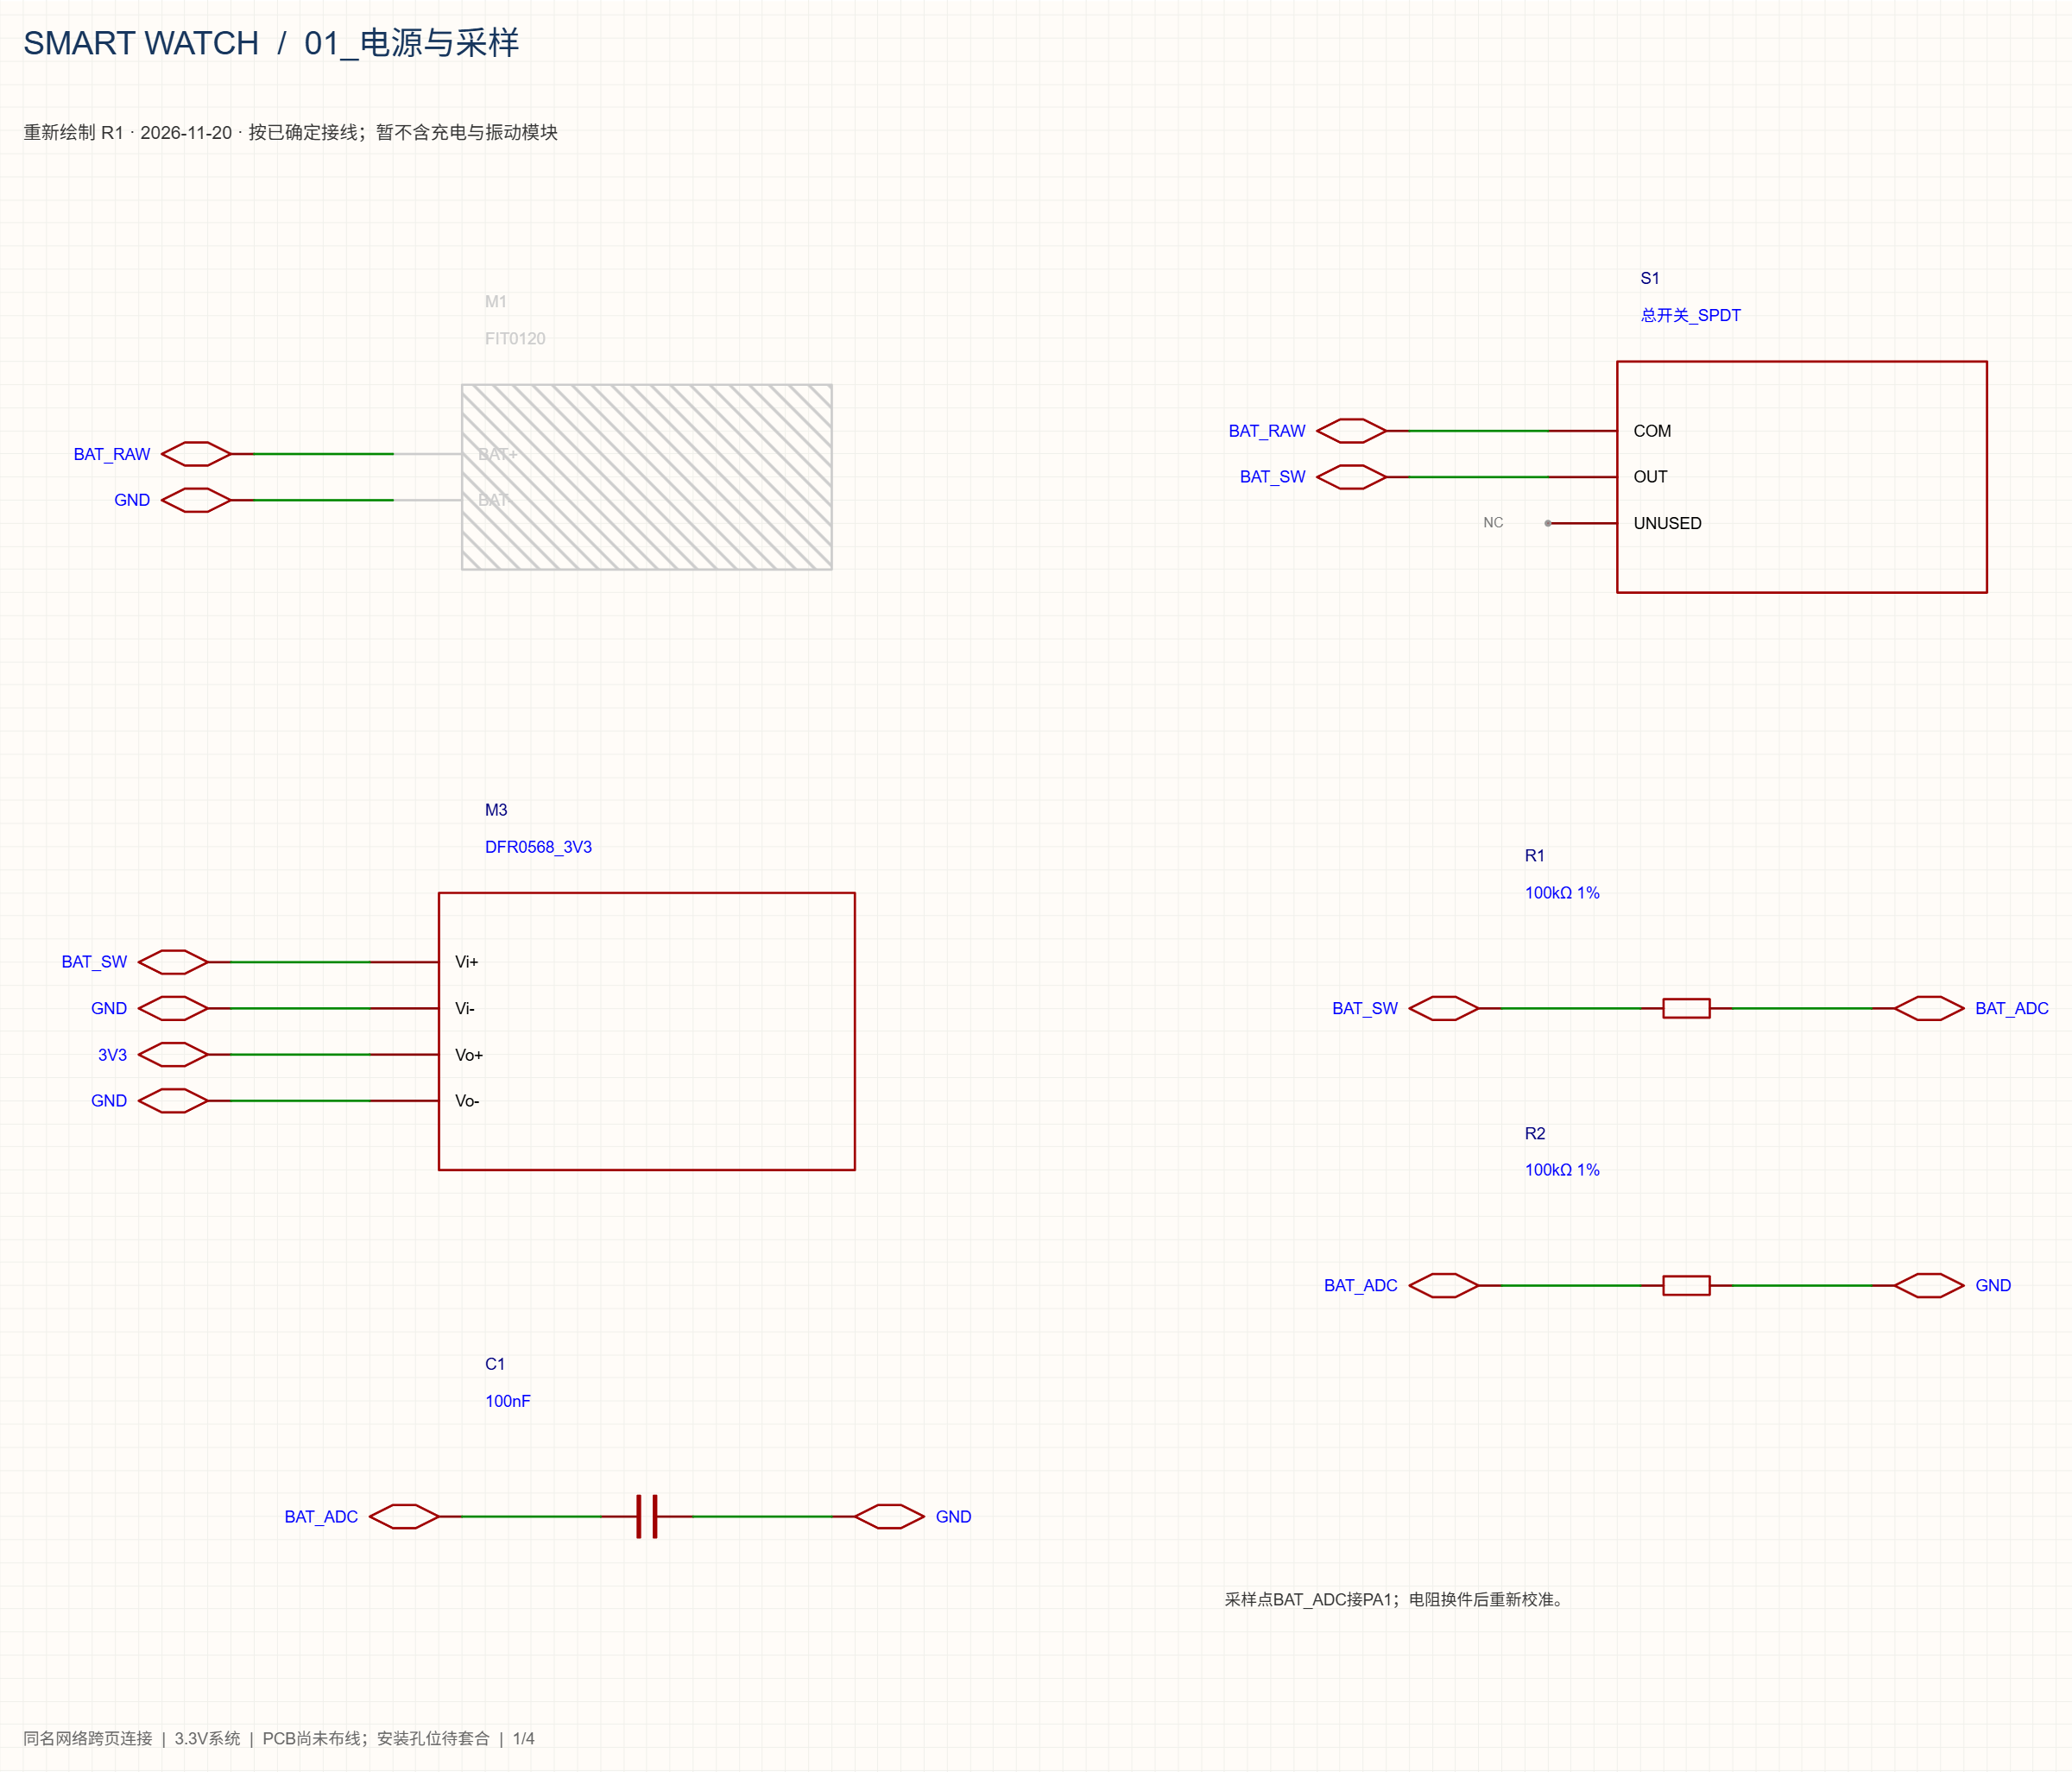 SMART WATCH / 01_电源与采样
重新绘制 R1 · 2026-11-20 · 按已确定接线；暂不含充电与振动模块
M1
FIT0120
BAT_RAW
BAT+
GND
BAT-
S1
总开关_SPDT
BAT_RAW
COM
BAT_SW
OUT
NC
UNUSED
M3
DFR0568_3V3
BAT_SW
Vi+
GND
Vi-
3V3
Vo+
GND
Vo-
R1
100kΩ 1%
BAT_SW
BAT_ADC
R2
100kΩ 1%
BAT_ADC
GND
C1
100nF
BAT_ADC
GND
采样点BAT_ADC接PA1；电阻换件后重新校准。
同名网络跨页连接 | 3.3V系统 | PCB尚未布线；安装孔位待套合 | 1/4